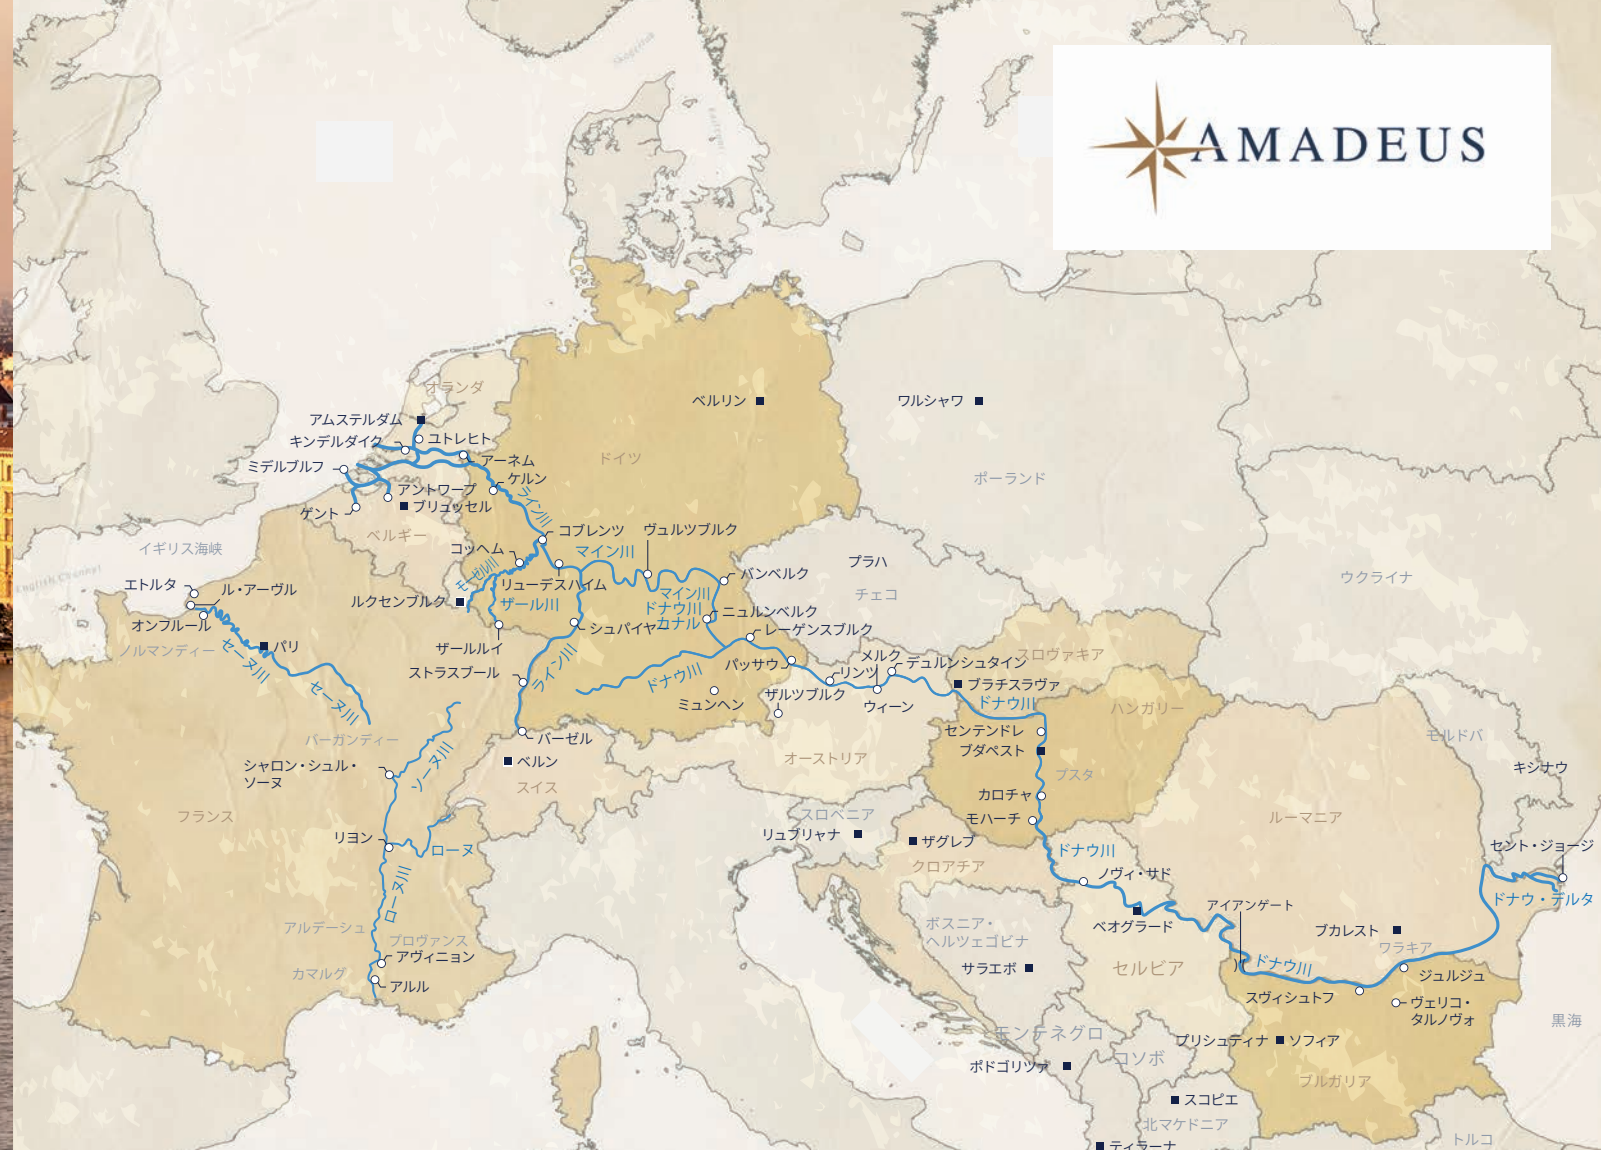 AMADEUS
Skagerrak
オランダ
アムステルダム
キンデルダイク
ユトレヒト
ミデルブルフ
アーネム
ケルン
アントワープ
ブリュッセル
ゲント
ライン川
ベルギー
ベルリン
ワルシャワ
ドイツ
ポーランド
イギリス海峡
English Channel
コブレンツ
ヴュルツブルク
コッヘム
マイン川
モーゼル川
リューデスハイム
バンベルク
プラハ
チェコ
ウクライナ
エトルタ
ル・アーヴル
ルクセンブルク
ザール川
マイン川
ドナウ川
カナル
ニュルンベルク
オンフルール
シュパイヤー
レーゲンスブルク
ノルマンディー
セーヌ川
パリ
ザールルイ
ストラスブール
ライン川
ドナウ川
パッサウ
メルク
デュルンシュタイン
リンツ
スロヴァキア
ブラチスラヴァ
ミュンヘン
ザルツブルク
ウィーン
ドナウ川
ハンガリー
セーヌ川
バーガンディー
バーゼル
センテンドレ
ブダペスト
モルドバ
シャロン・シュル・
ソーヌ
ソーヌ川
ベルン
スイス
オーストリア
プスタ
キシナウ
フランス
カロチャ
スロベニア
モハーチ
ルーマニア
リヨン
ローヌ
リュブリャナ
ザグレブ
クロアチア
ドナウ川
セント・ジョージ
ローヌ川
ノヴィ・サド
ドナウ・デルタ
アイアンゲート
アルデーシュ
プロヴァンス
ボスニア・
ヘルツェゴビナ
ベオグラード
ブカレスト
ワラキア
アヴィニョン
カマルグ
アルル
サラエボ
セルビア
ドナウ川
ジュルジュ
スヴィシュトフ
ヴェリコ・
タルノヴォ
黒海
モンテネグロ
コソボ
プリシュティナ
ソフィア
ポドゴリツァ
ブルガリア
スコピエ
北マケドニア
ティラーナ
トルコ